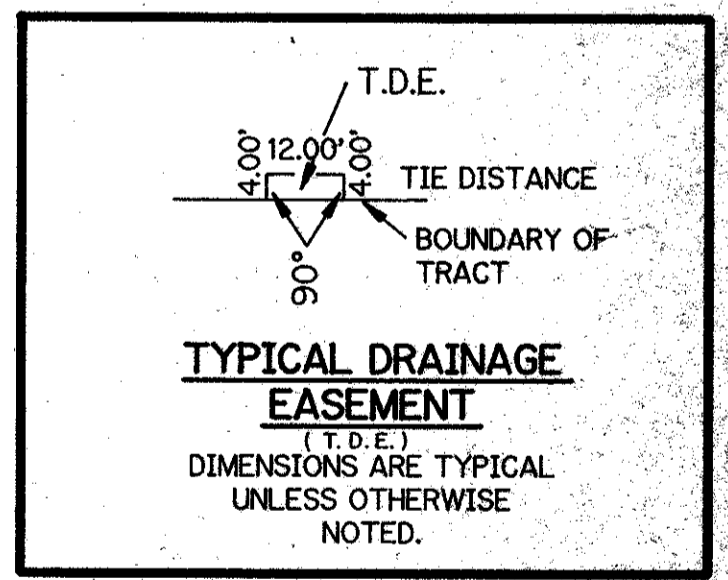 T.D.E.
4.00' 12.00' 4.00'
TIE DISTANCE
BOUNDARY OF
TRACT
90°
TYPICAL DRAINAGE
EASEMENT
( T.D.E.)
DIMENSIONS ARE TYPICAL
UNLESS OTHERWISE
NOTED.